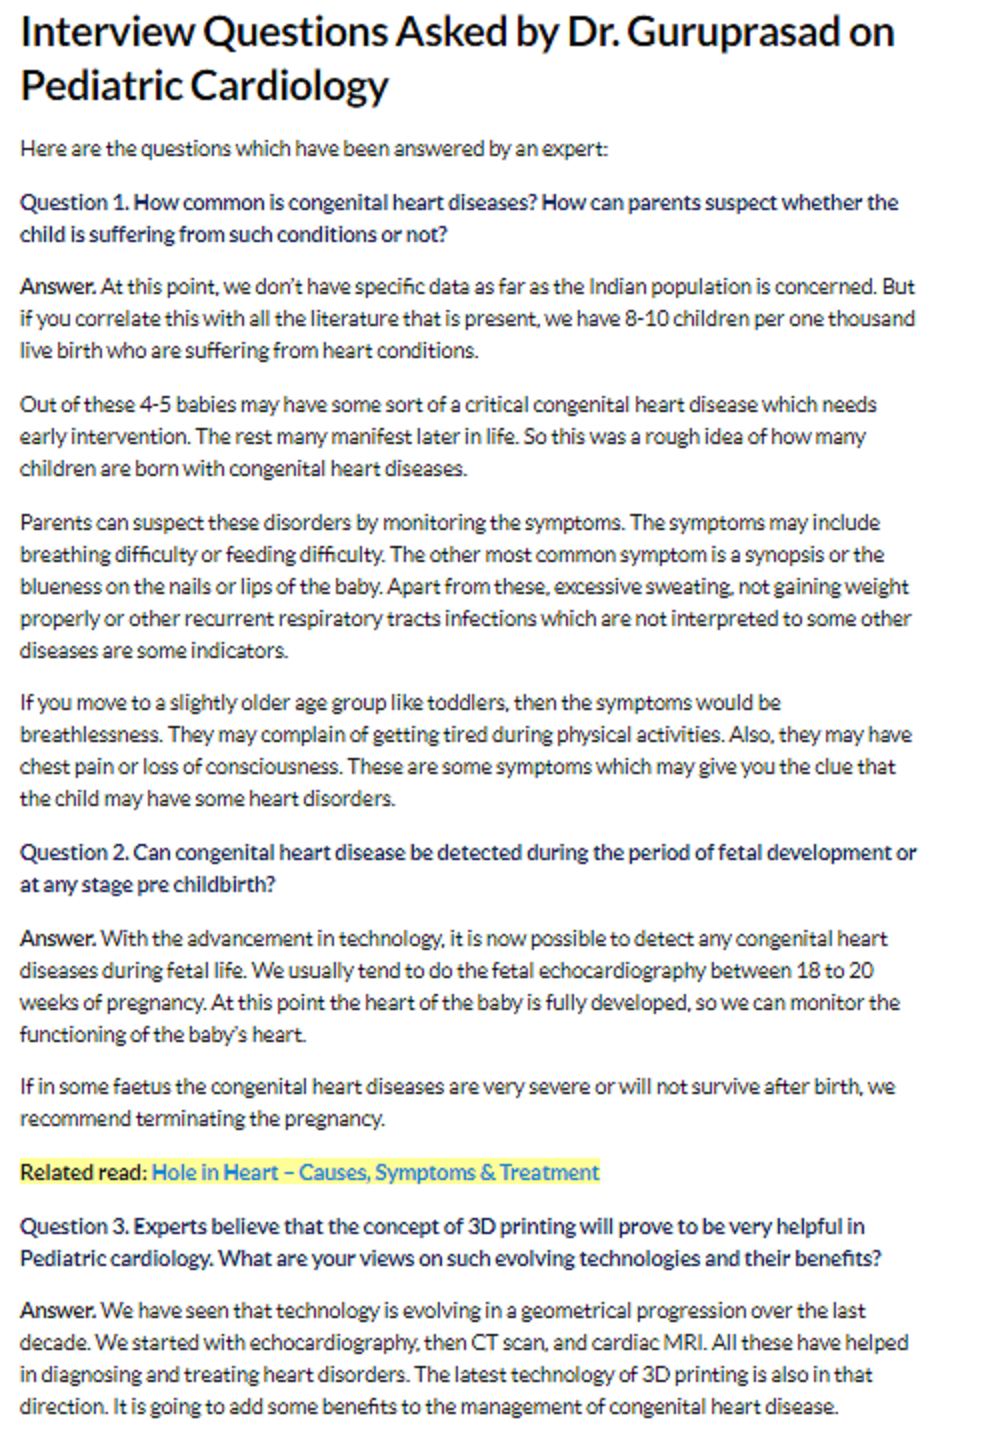 Interview Questions Asked by Dr. Guruprasad on
Pediatric Cardiology
Here are the questions which have been answered by an expert:
Question 1. How common is congenital heart diseases? How can parents suspect whether the
child is suffering from such conditions or not?
Answer. At this point, we don't have specific data as far as the Indian population is concerned. But
if you correlate this with all the literature that is present, we have 8-10 children per one thousand
live birth who are suffering from heart conditions.
Out of these 4-5 babies may have some sort of a critical congenital heart disease which needs
early intervention. The rest many manifest later in life. So this was a rough idea of how many
children are born with congenital heart diseases.
Parents can suspect these disorders by monitoring the symptoms. The symptoms may include
breathing difficulty or feeding difficulty. The other most common symptom is a synopsis or the
blueness on the nails or lips of the baby. Apart from these, excessive sweating, not gaining weight
properly or other recurrent respiratory tracts infections which are not interpreted to some other
diseases are some indicators.
If you move to a slightly older age group like toddlers, then the symptoms would be
breathlessness. They may complain of getting tired during physical activities. Also, they may have
chest pain or loss of consciousness. These are some symptoms which may give you the clue that
the child may have some heart disorders.
Question 2. Can congenital heart disease be detected during the period of fetal development or
at any stage pre childbirth?
Answer. With the advancement in technology, it is now possible to detect any congenital heart
diseases during fetal life. We usually tend to do the fetal echocardiography between 18 to 20
weeks of pregnancy. At this point the heart of the baby is fully developed, so we can monitor the
functioning of the baby's heart.
If in some faetus the congenital heart diseases are very severe or will not survive after birth, we
recommend terminating the pregnancy.
Related read: Hole in Heart – Causes, Symptoms & Treatment
Question 3. Experts believe that the concept of 3D printing will prove to be very helpful in
Pediatric cardiology. What are your views on such evolving technologies and their benefits?
Answer. We have seen that technology is evolving in a geometrical progression over the last
decade. We started with echocardiography, then CT scan, and cardiac MRI. All these have helped
in diagnosing and treating heart disorders. The latest technology of 3D printing is also in that
direction. It is going to add some benefits to the management of congenital heart disease.